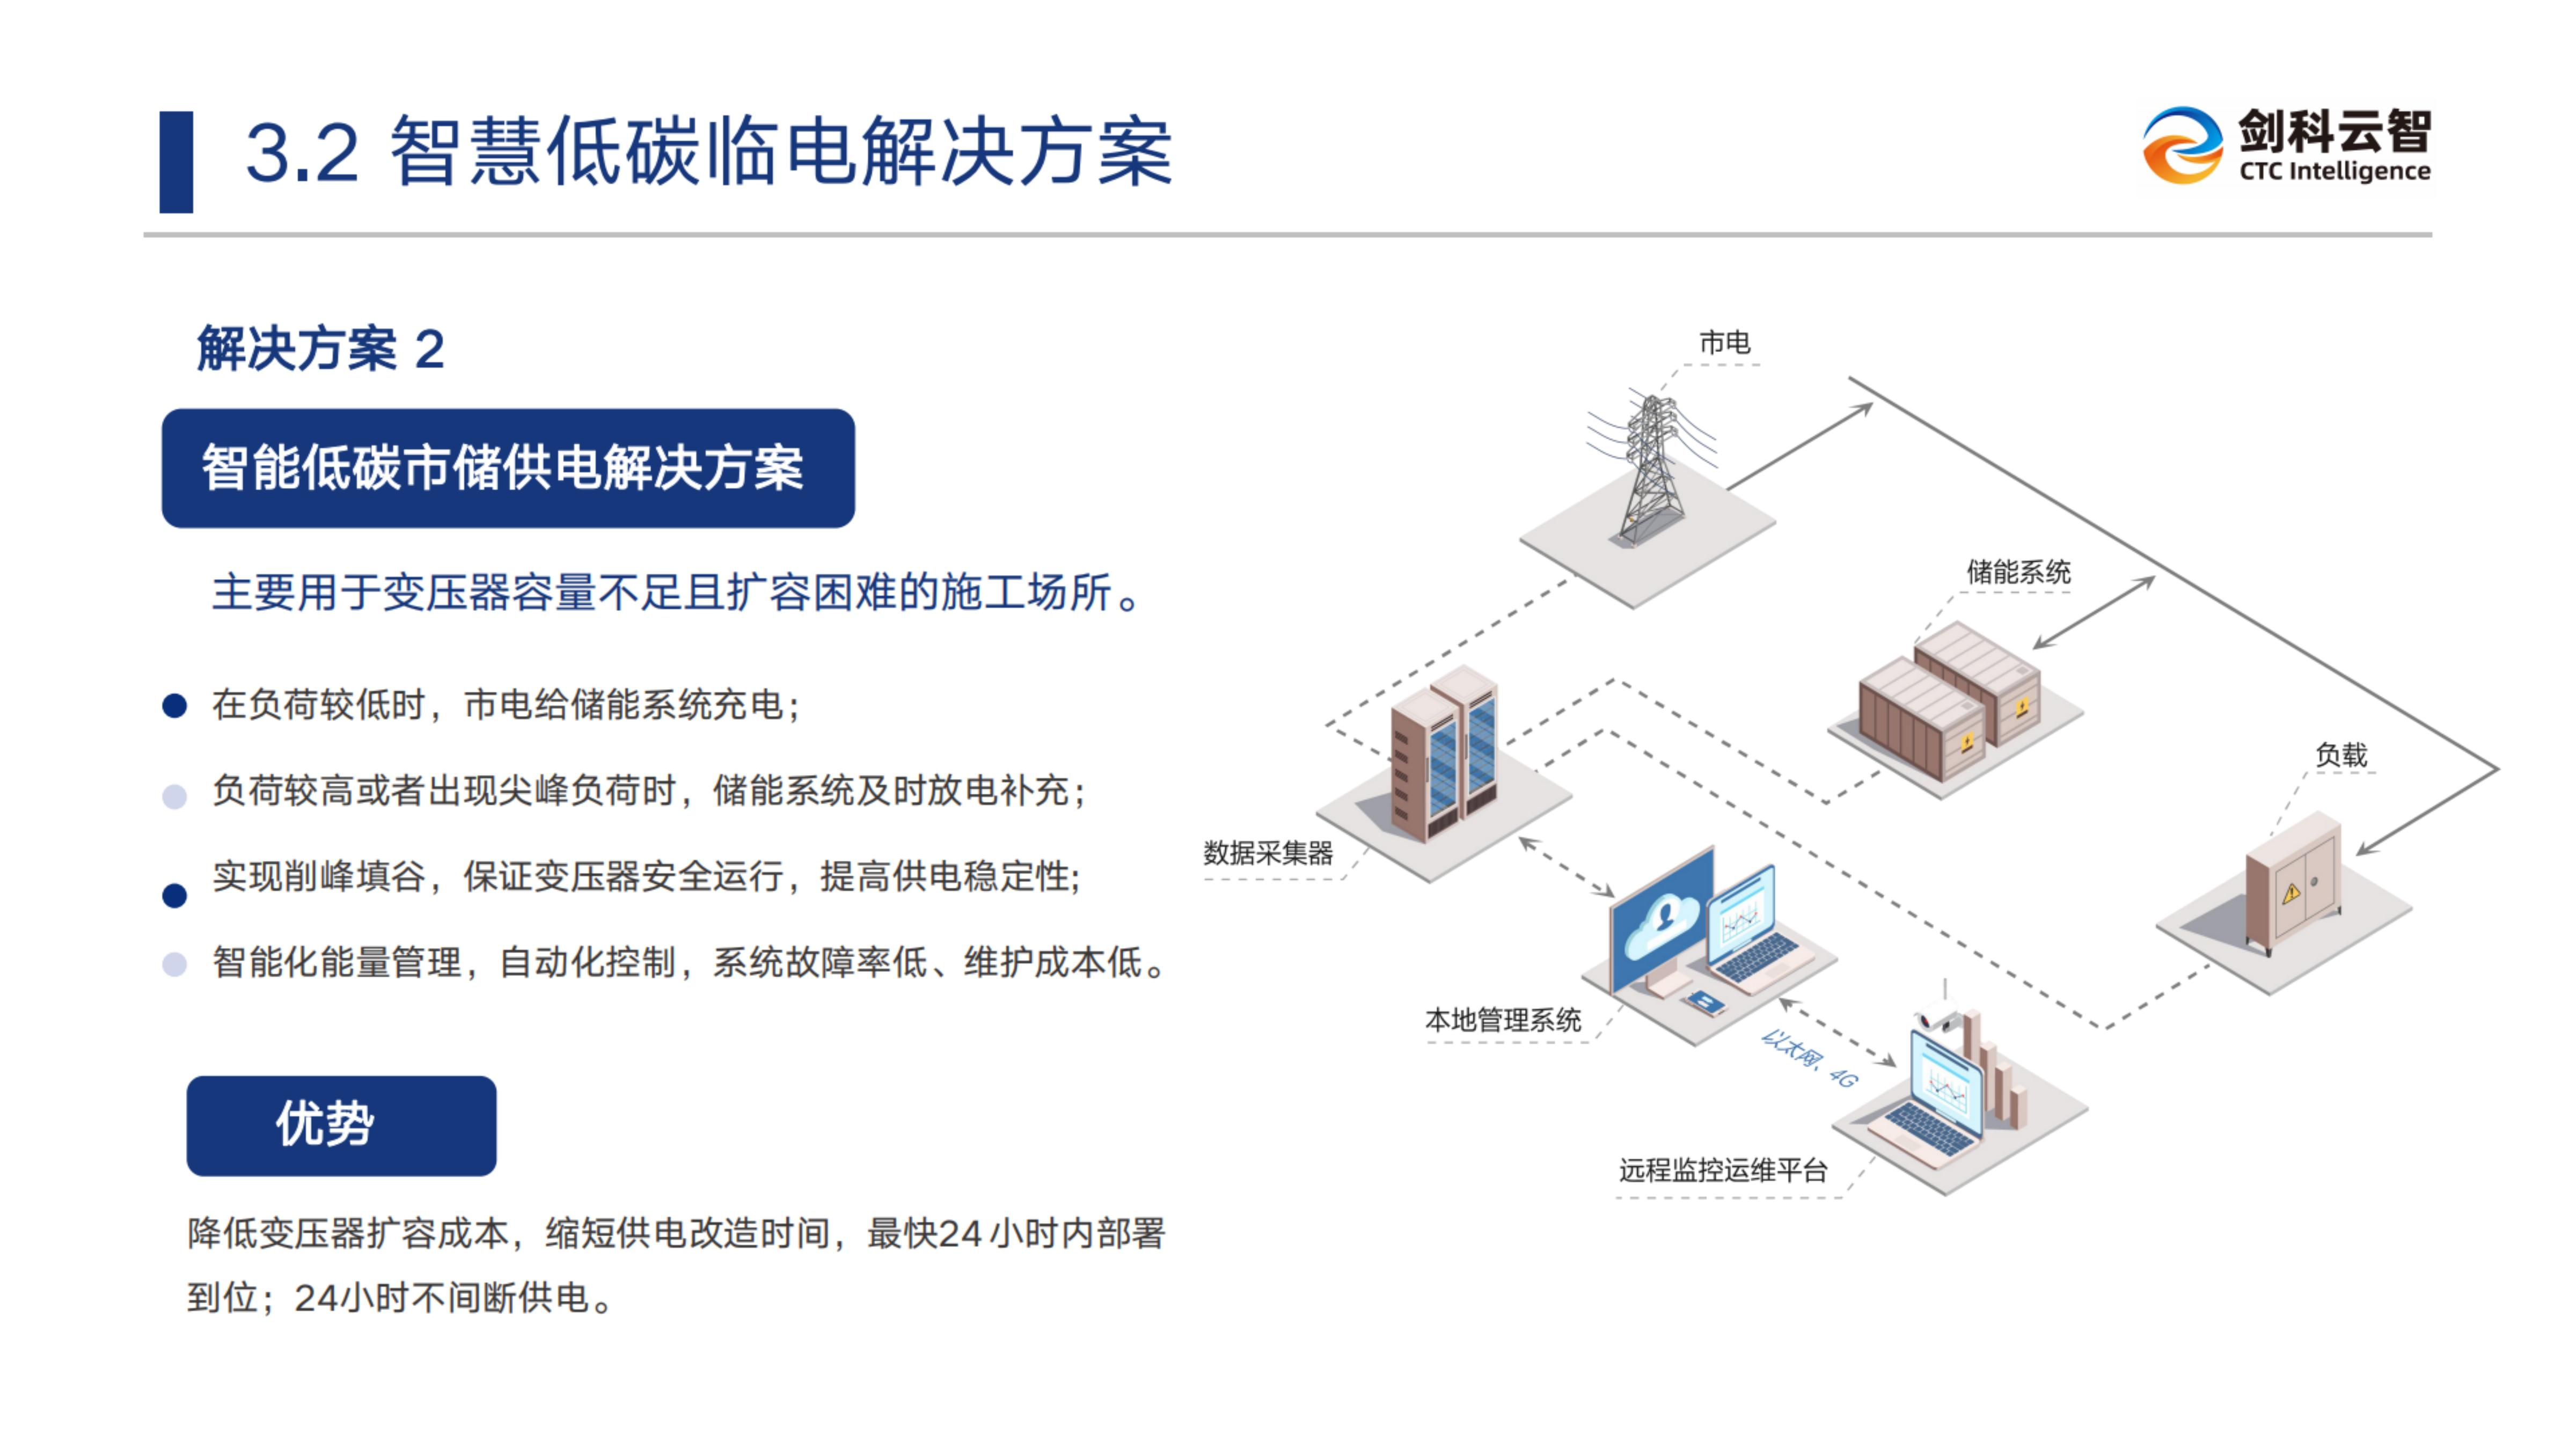 3.2 智慧低碳临电解决方案
剑科云智
CTC Intelligence
解决方案 2
智能低碳市储供电解决方案
主要用于变压器容量不足且扩容困难的施工场所。
在负荷较低时，市电给储能系统充电；
负荷较高或者出现尖峰负荷时，储能系统及时放电补充；
实现削峰填谷，保证变压器安全运行，提高供电稳定性;
智能化能量管理，自动化控制，系统故障率低、维护成本低。
优势
降低变压器扩容成本，缩短供电改造时间，最快24 小时内部署
到位；24小时不间断供电。
市电
储能系统
负载
数据采集器
本地管理系统
以太网、4G
远程监控运维平台